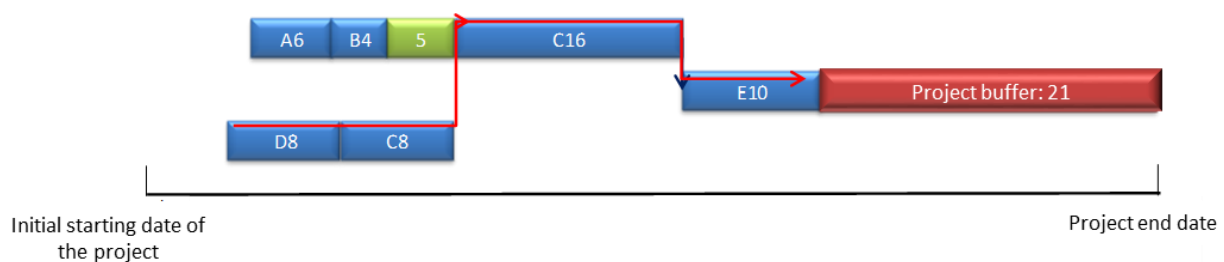 A6
B4
5
C16
E10
Project buffer: 21
D8
C8
Initial starting date of
the project
Project end date